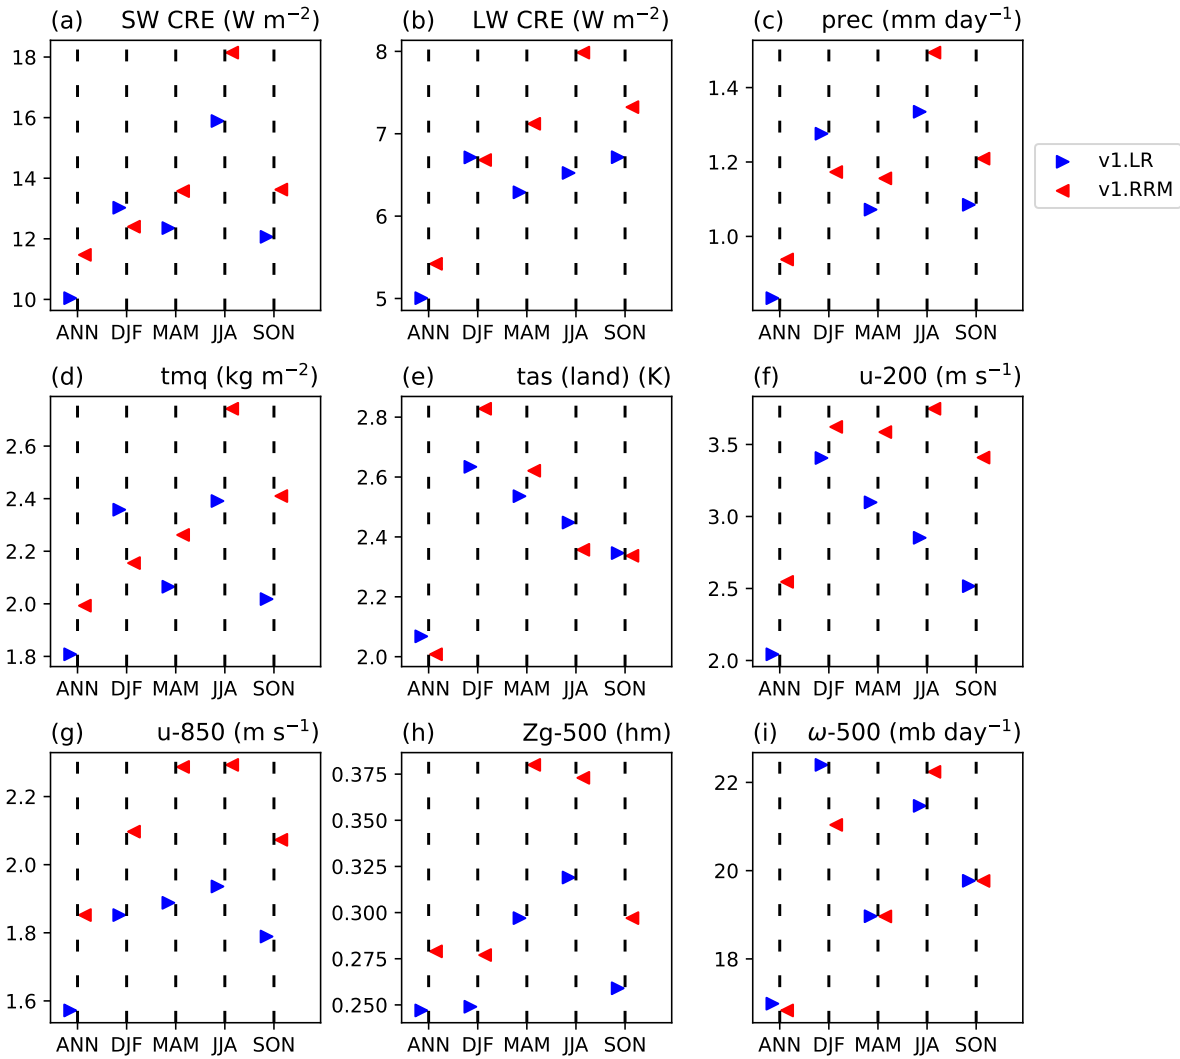 (a) SW CRE (W m⁻²)
18
16
14
12
10
ANN DJF MAM JJA SON
(b) LW CRE (W m⁻²)
8
7
6
5
ANN DJF MAM JJA SON
(c) prec (mm day⁻¹)
1.4
1.2
1.0
ANN DJF MAM JJA SON
v1.LR
v1.RRM
(d) tmq (kg m⁻²)
2.6
2.4
2.2
2.0
1.8
ANN DJF MAM JJA SON
(e) tas (land) (K)
2.8
2.6
2.4
2.2
2.0
ANN DJF MAM JJA SON
(f) u-200 (m s⁻¹)
3.5
3.0
2.5
2.0
ANN DJF MAM JJA SON
(g) u-850 (m s⁻¹)
2.2
2.0
1.8
1.6
ANN DJF MAM JJA SON
(h) Zg-500 (hm)
0.375
0.350
0.325
0.300
0.275
0.250
ANN DJF MAM JJA SON
(i) ω-500 (mb day⁻¹)
22
20
18
ANN DJF MAM JJA SON